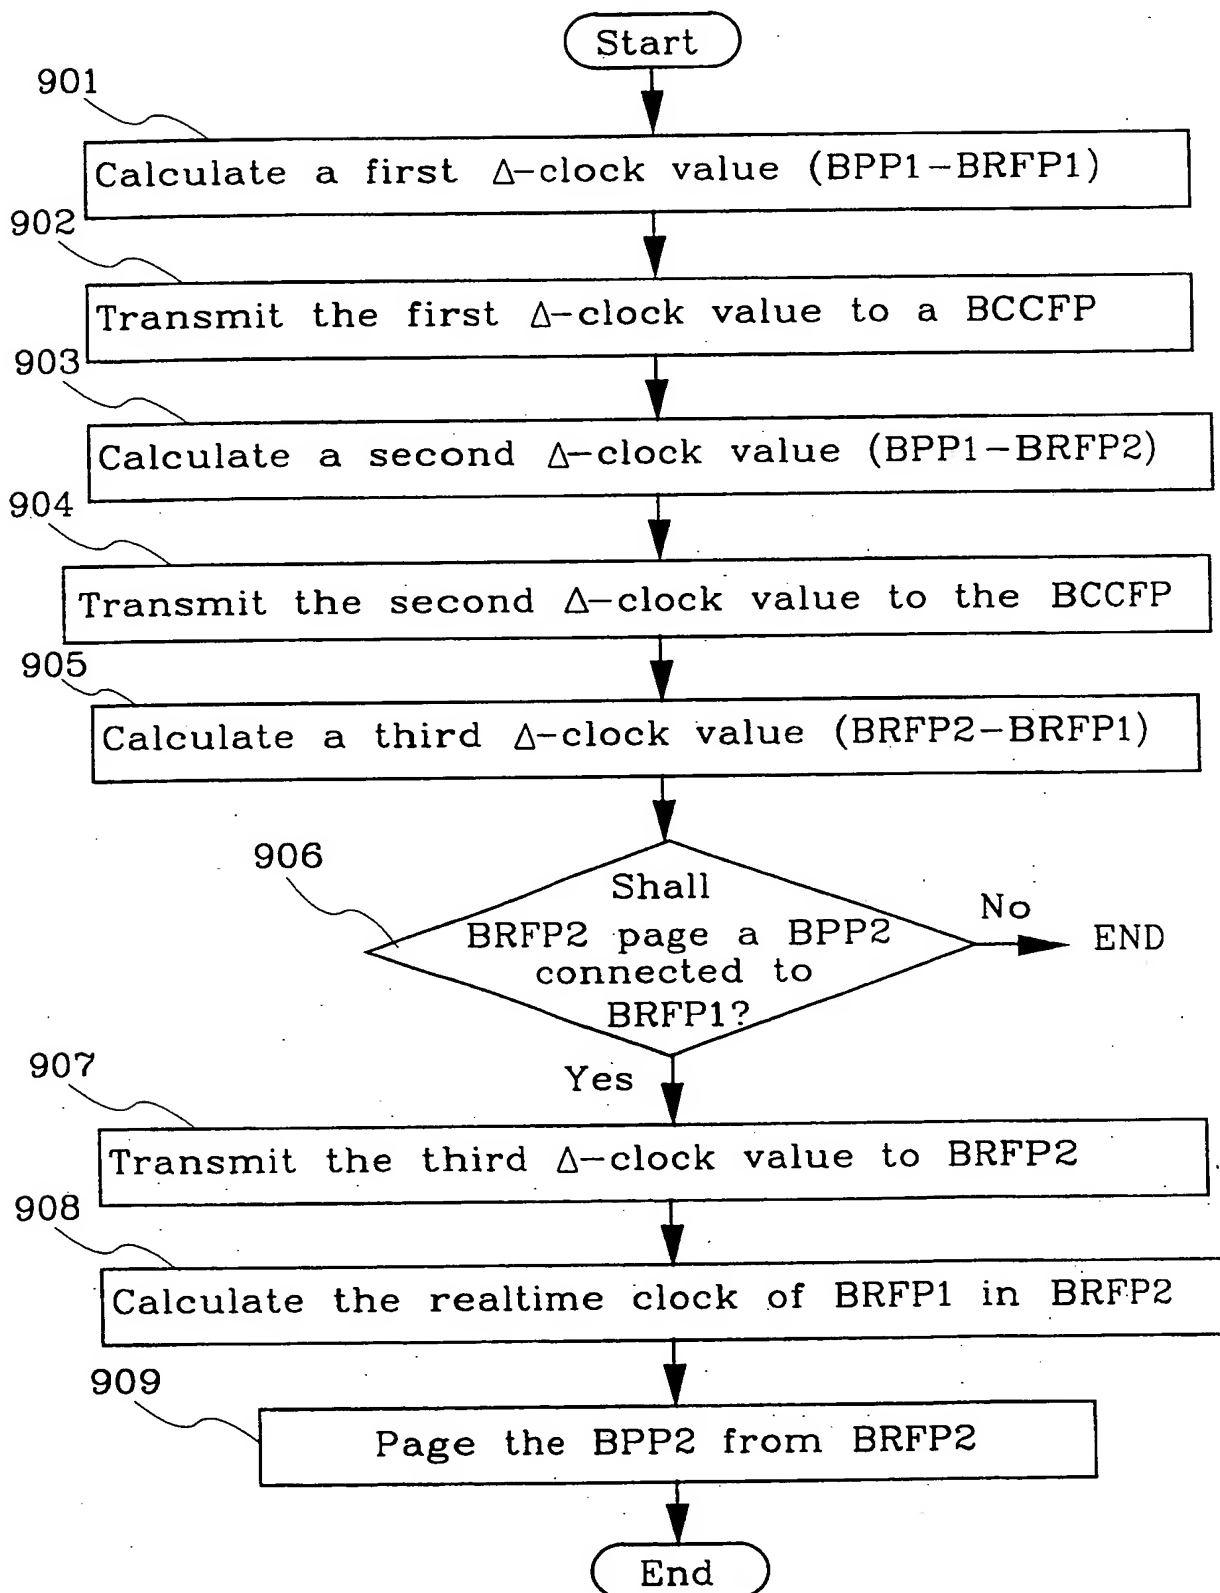 Start
901
Calculate a first Δ-clock value (BPP1-BRFP1)
902
Transmit the first Δ-clock value to a BCCFP
903
Calculate a second Δ-clock value (BPP1-BRFP2)
904
Transmit the second Δ-clock value to the BCCFP
905
Calculate a third Δ-clock value (BRFP2-BRFP1)
906
Shall
BRFP2 page a BPP2
connected to
BRFP1?
No
END
Yes
907
Transmit the third Δ-clock value to BRFP2
908
Calculate the realtime clock of BRFP1 in BRFP2
909
Page the BPP2 from BRFP2
End